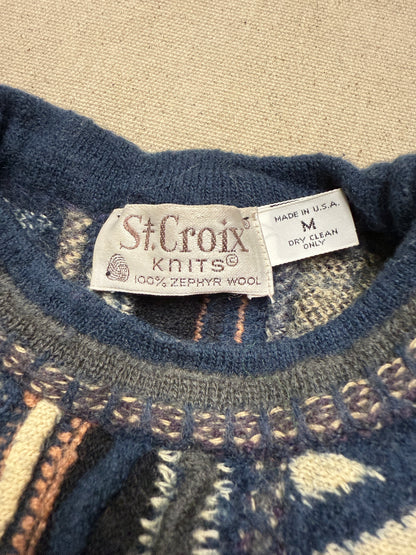 St. Croix
KNITS©
100% ZEPHYR WOOL
MADE IN U.S.A.
M
DRY CLEAN
ONLY